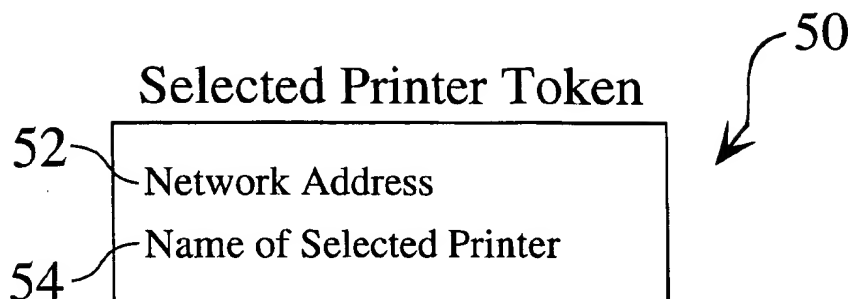 50
Selected Printer Token
52
Network Address
Name of Selected Printer
54